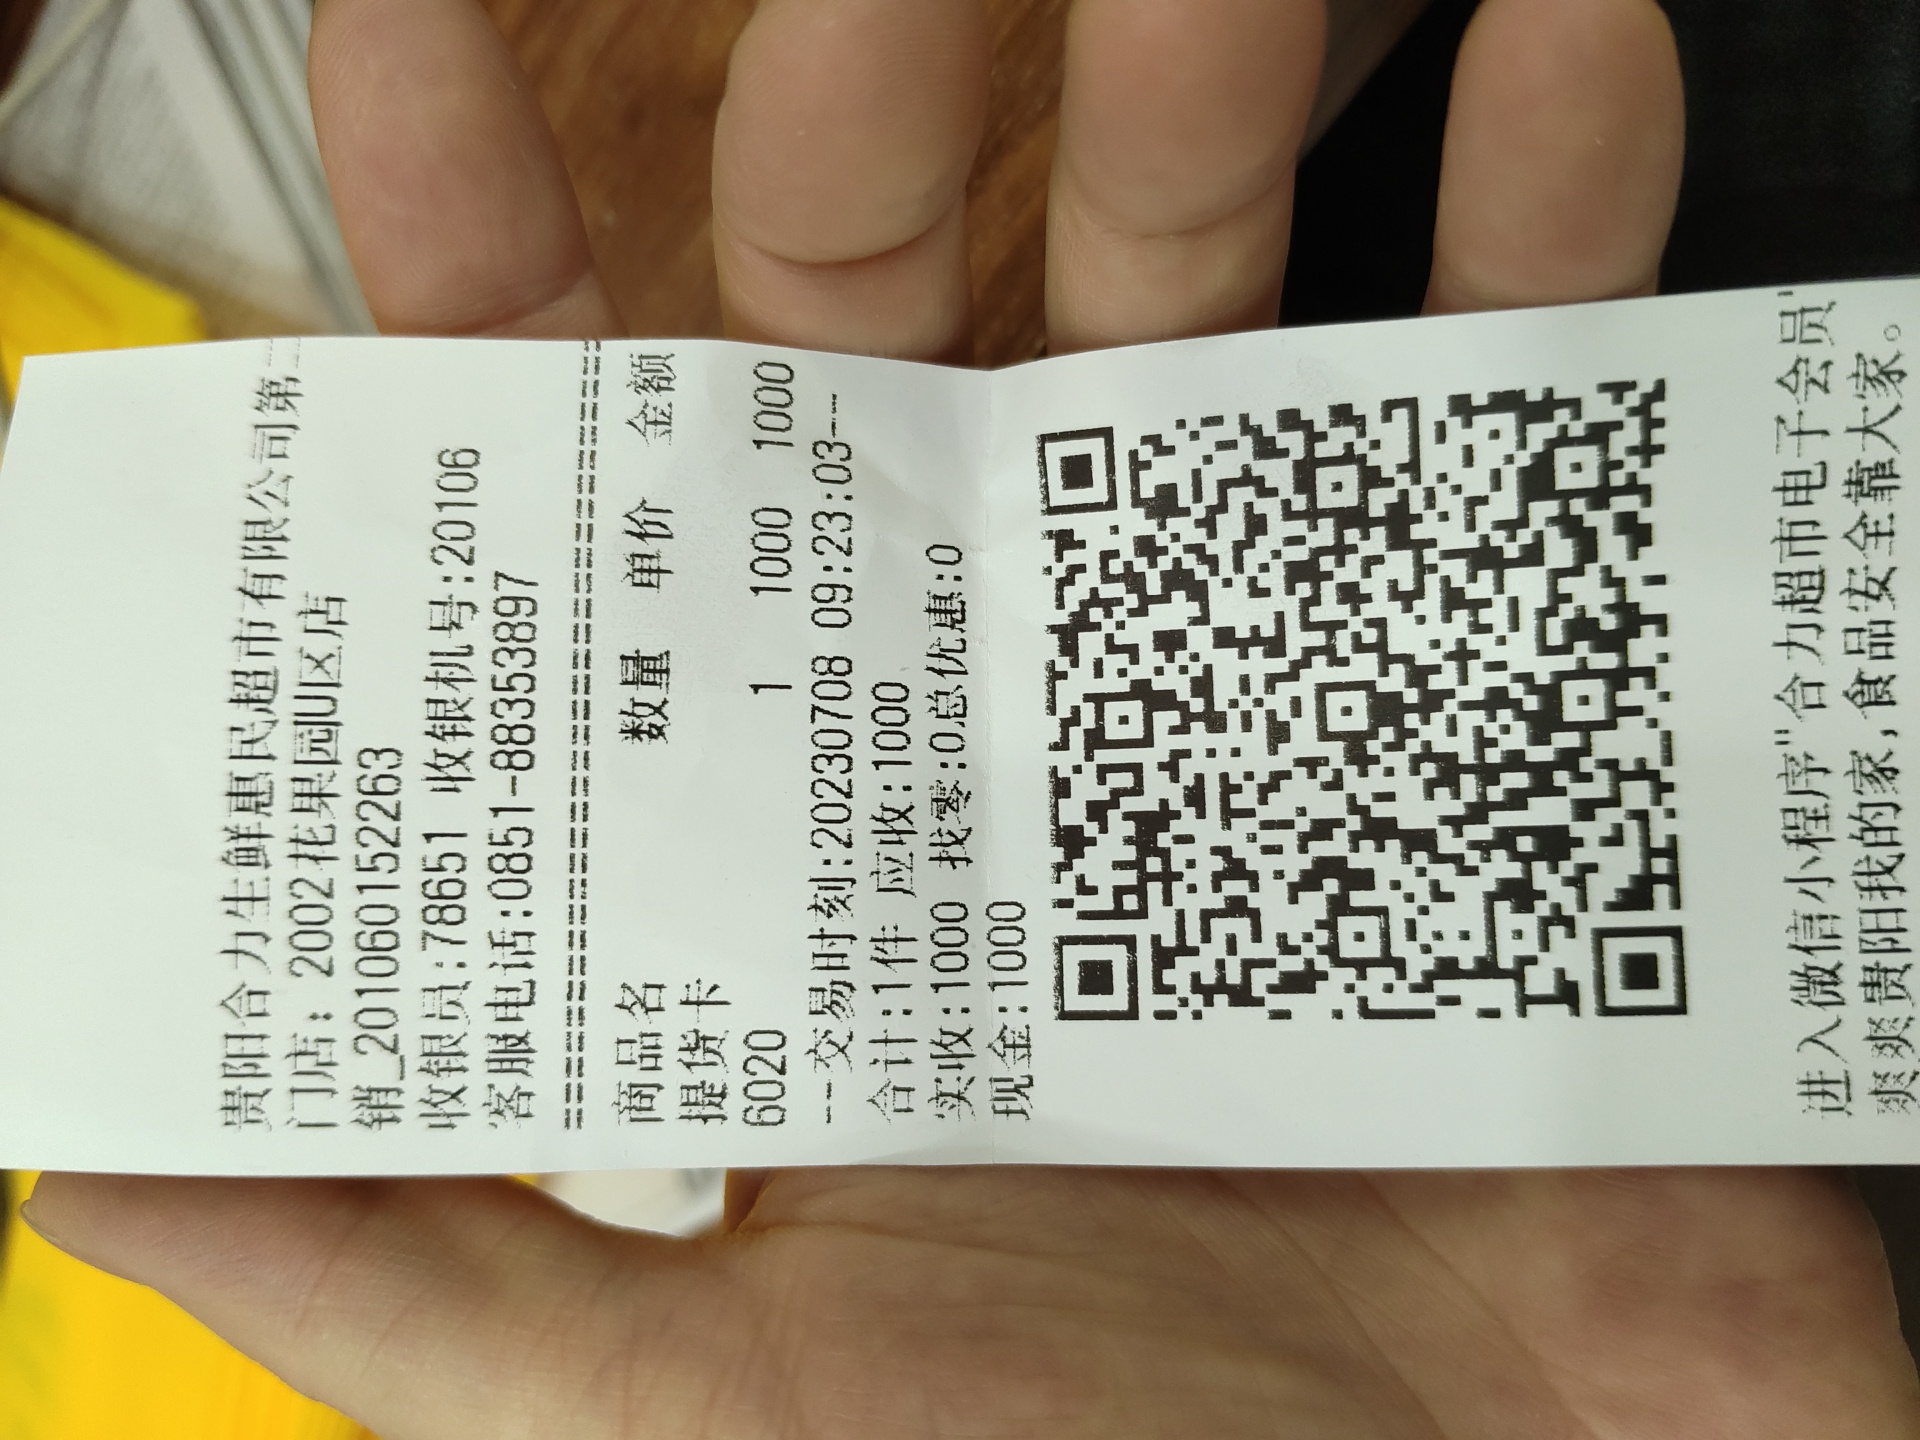 贵阳合力生鲜惠民超市有限公司第
门店: 2002花果园U区店
销_201060152263
收银员:78651 收银机号:20106
客服电话:0851-88353897
商品名 数量 单价 金额
提货卡
6020 1 1000 1000
---交易时刻:20230708 09:23:03---
合计:1件 应收:1000
实收:1000 找零:0总优惠:0
现金:1000
进入微信小程序"合力超市电子会员"
爽爽贵阳我的家,食品安全靠大家。